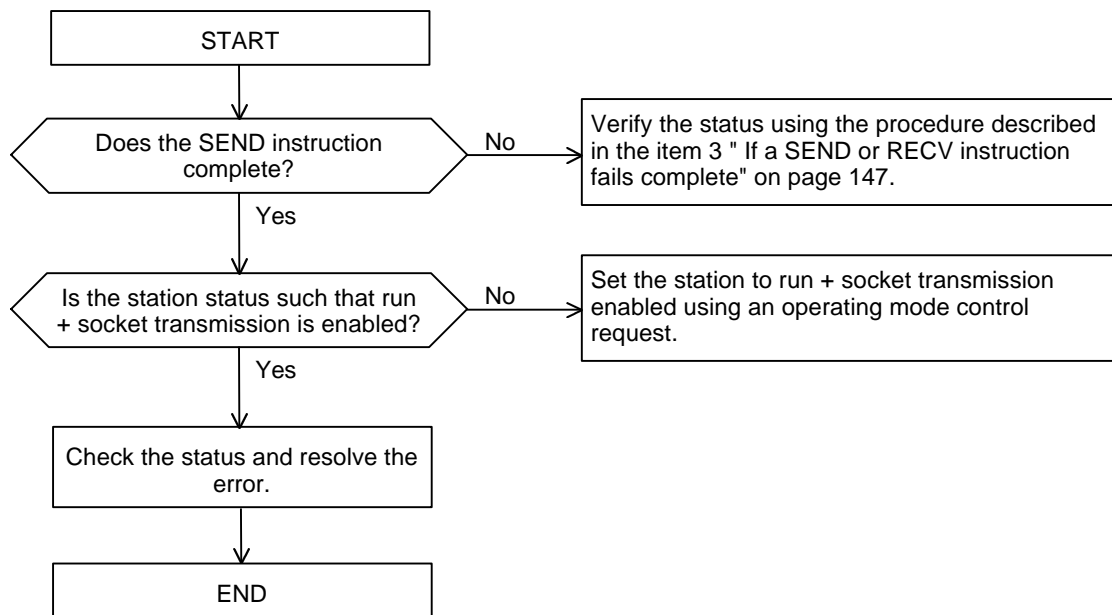 START
Does the SEND instruction
complete?
No
Verify the status using the procedure described
in the item 3 " If a SEND or RECV instruction
fails complete" on page 147.
Yes
Is the station status such that run
+ socket transmission is enabled?
No
Set the station to run + socket transmission
enabled using an operating mode control
request.
Yes
Check the status and resolve the
error.
END